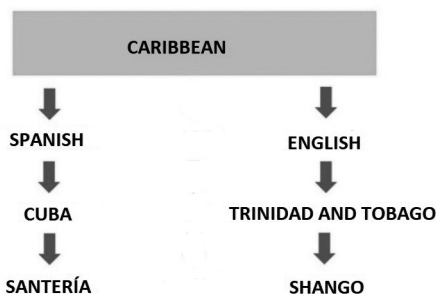 CARIBBEAN
SPANISH
ENGLISH
CUBA
TRINIDAD AND TOBAGO
SANTERÍA
SHANGO